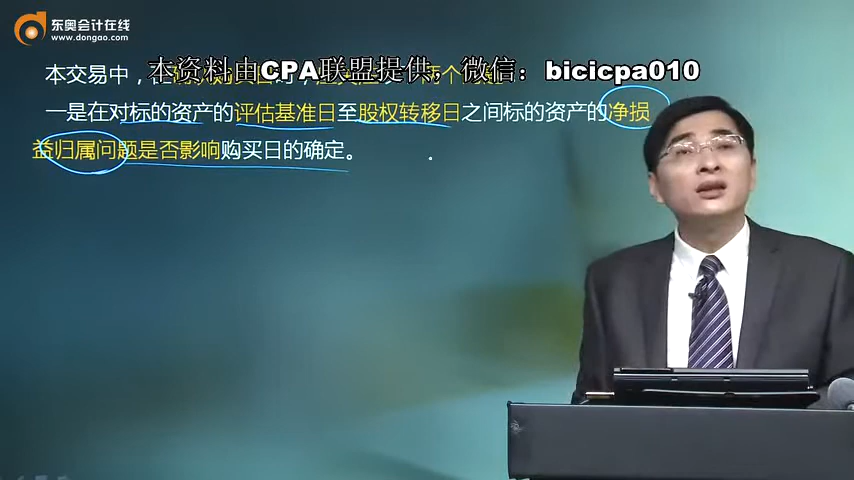 东奥会计在线
www.dongao.com
本资料由CPA联盟提供，微信：bicicpa010
本交易中，
一是在对标的资产的评估基准日至股权转移日之间标的资产的净损
益归属问题是否影响购买日的确定。